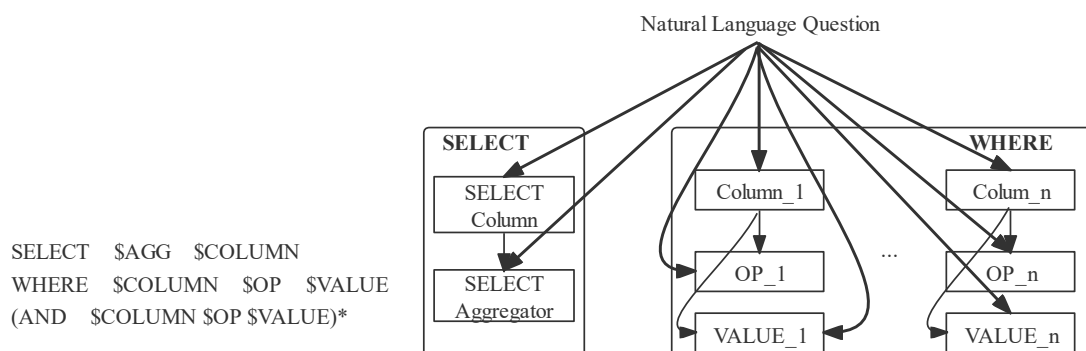 Natural Language Question
SELECT
WHERE
SELECT
Column
Column_1
Colum_n
SELECT $AGG $COLUMN
WHERE $COLUMN $OP $VALUE
(AND $COLUMN $OP $VALUE)*
SELECT
Aggregator
OP_1
...
OP_n
VALUE_1
VALUE_n